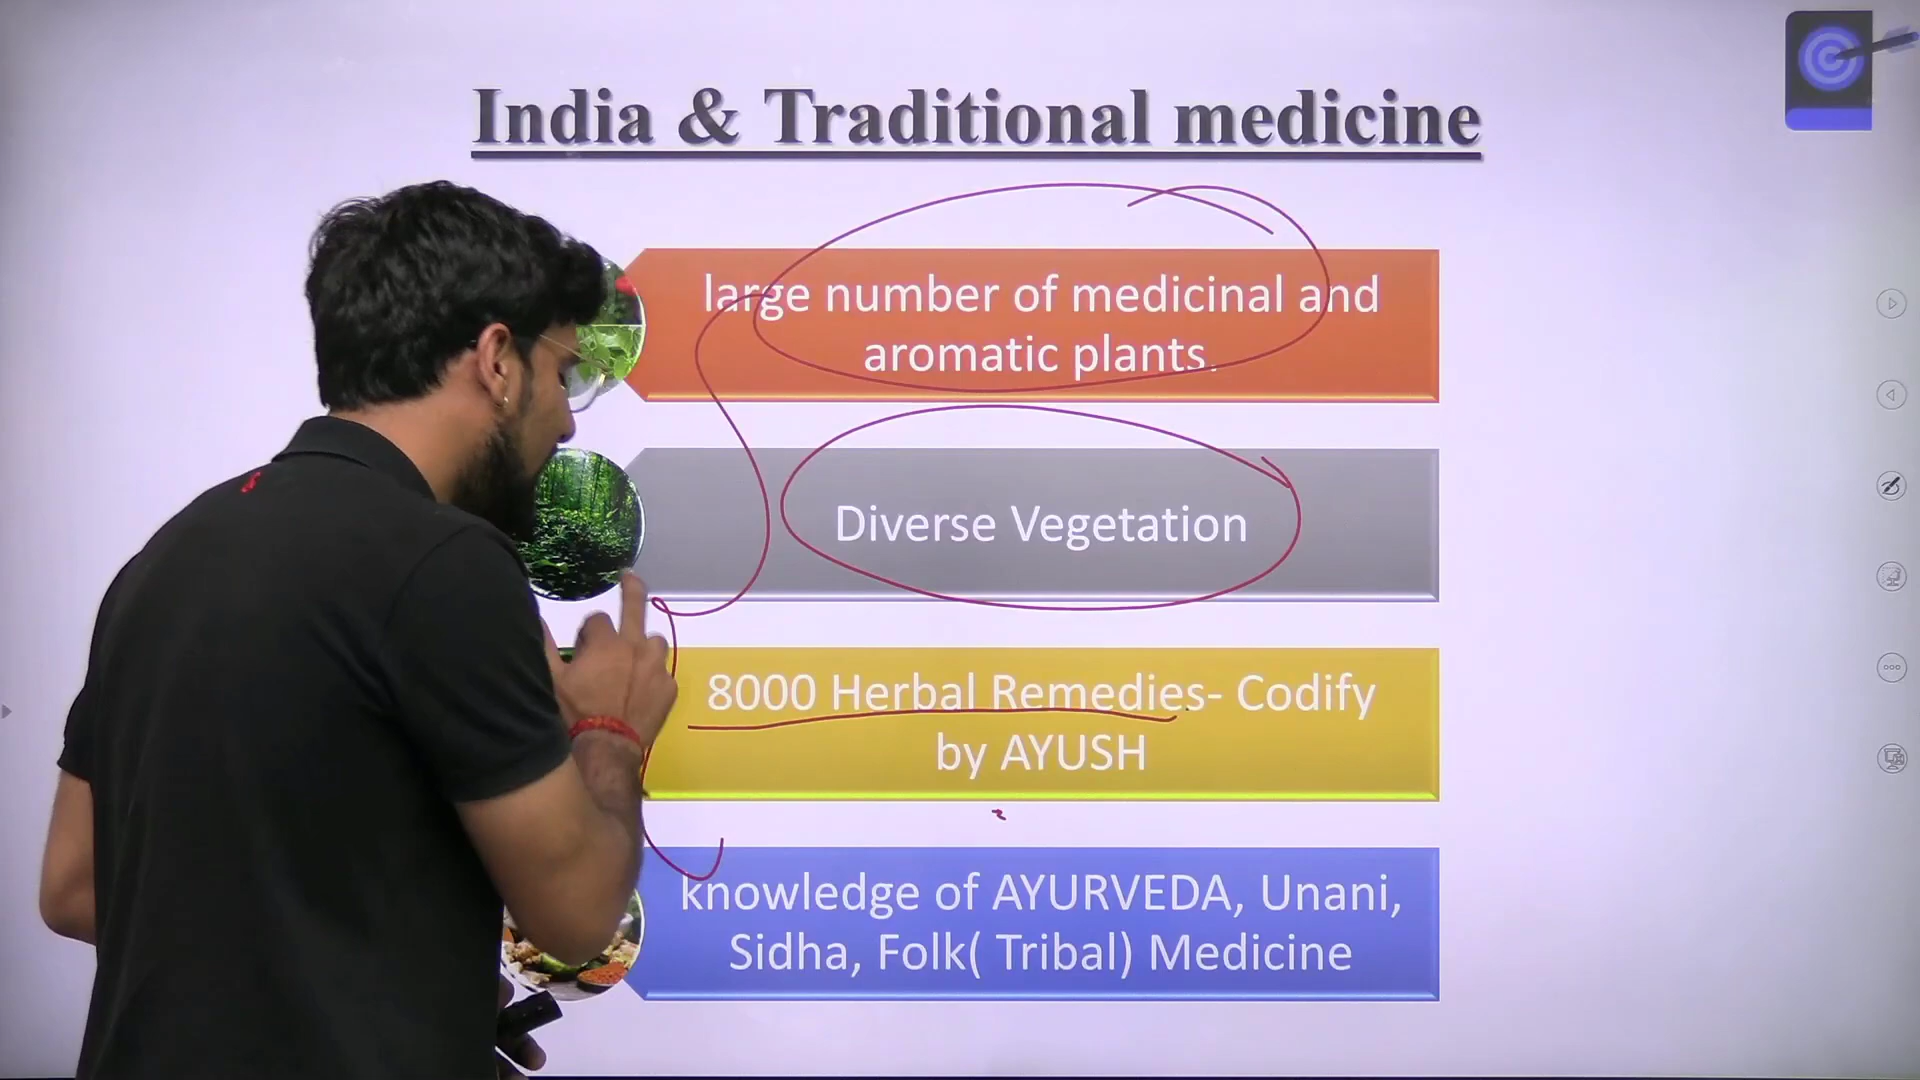 India & Traditional medicine
large number of medicinal and
aromatic plants.
Diverse Vegetation
8000 Herbal Remedies- Codify
by AYUSH
knowledge of AYURVEDA, Unani,
Sidha, Folk( Tribal) Medicine